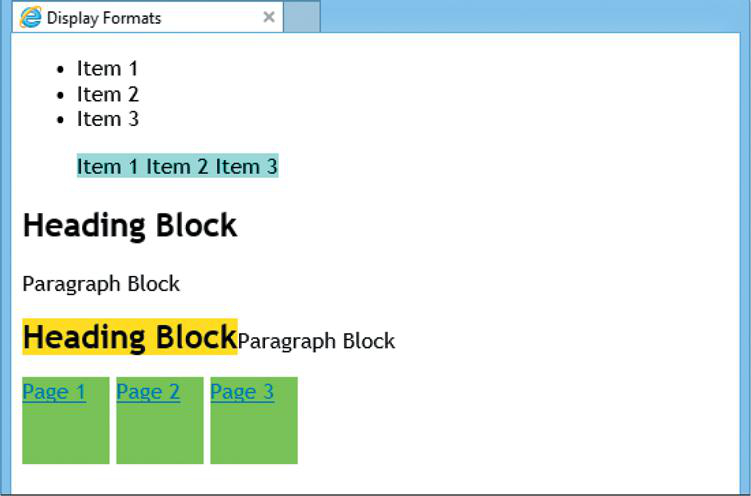 Display Formats
Item 1
Item 2
Item 3
Item 1 Item 2 Item 3
Heading Block
Paragraph Block
Heading BlockParagraph Block
Page 1 Page 2 Page 3